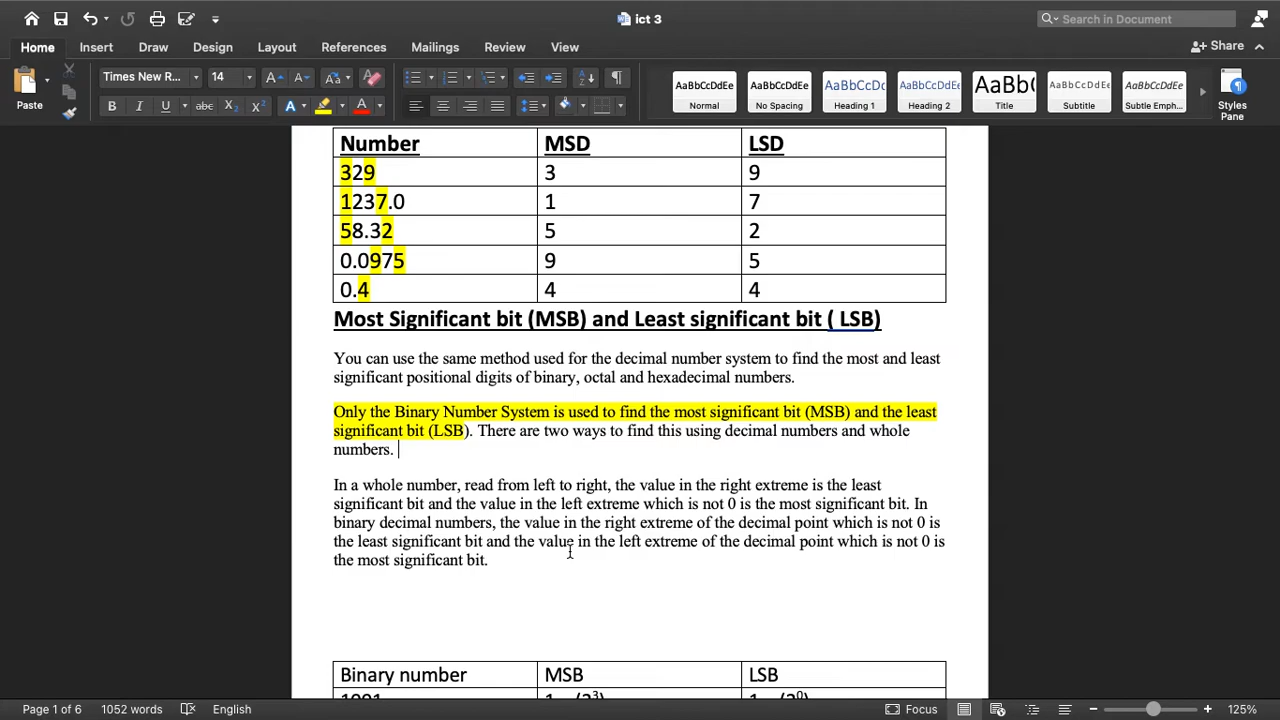 ict 3
Search in Document
Home Insert Draw Design Layout References Mailings Review View
Share
Paste
Times New R... 14
AaBbCcDdEe AaBbCcDdEe AaBbCcDc AaBbCcDdEe AaBb( AaBbCcDdEe AaBbCcDdEe
Normal No Spacing Heading 1 Heading 2 Title Subtitle Subtle Emph...
Styles
Pane
Number MSD LSD
329 3 9
1237.0 1 7
58.32 5 2
0.0975 9 5
0.4 4 4
Most Significant bit (MSB) and Least significant bit ( LSB)
You can use the same method used for the decimal number system to find the most and least
significant positional digits of binary, octal and hexadecimal numbers.
Only the Binary Number System is used to find the most significant bit (MSB) and the least
significant bit (LSB). There are two ways to find this using decimal numbers and whole
numbers.
In a whole number, read from left to right, the value in the right extreme is the least
significant bit and the value in the left extreme which is not 0 is the most significant bit. In
binary decimal numbers, the value in the right extreme of the decimal point which is not 0 is
the least significant bit and the value in the left extreme of the decimal point which is not 0 is
the most significant bit.
Binary number MSB LSB
Page 1 of 6 1052 words English Focus 125%